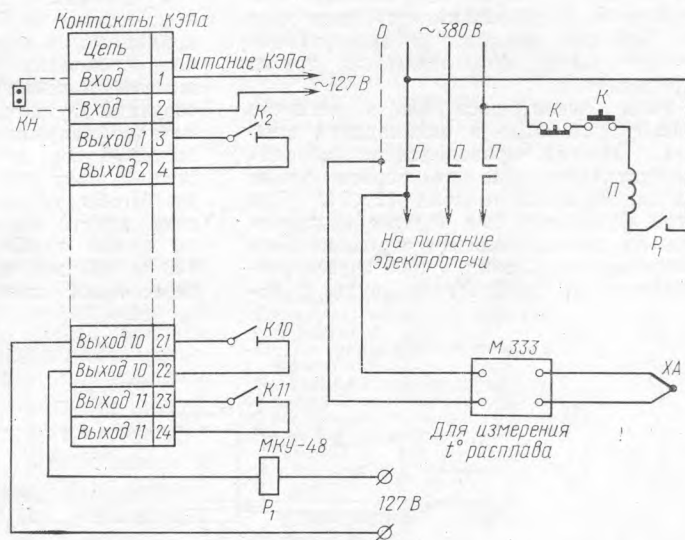 Контакты КЭПа
Цепь
Вход 1
Вход 2
Выход 1 3
Выход 2 4
Кн
Питание КЭПа
~127 В
К2
0 ~380 В
П П П
К К
П
Р1
На питание
электропечи
Выход 10 21
Выход 10 22
Выход 11 23
Выход 11 24
К10
К11
МКУ-48
Р1
127 В
М 333
ХА
Для измерения
t° расплава